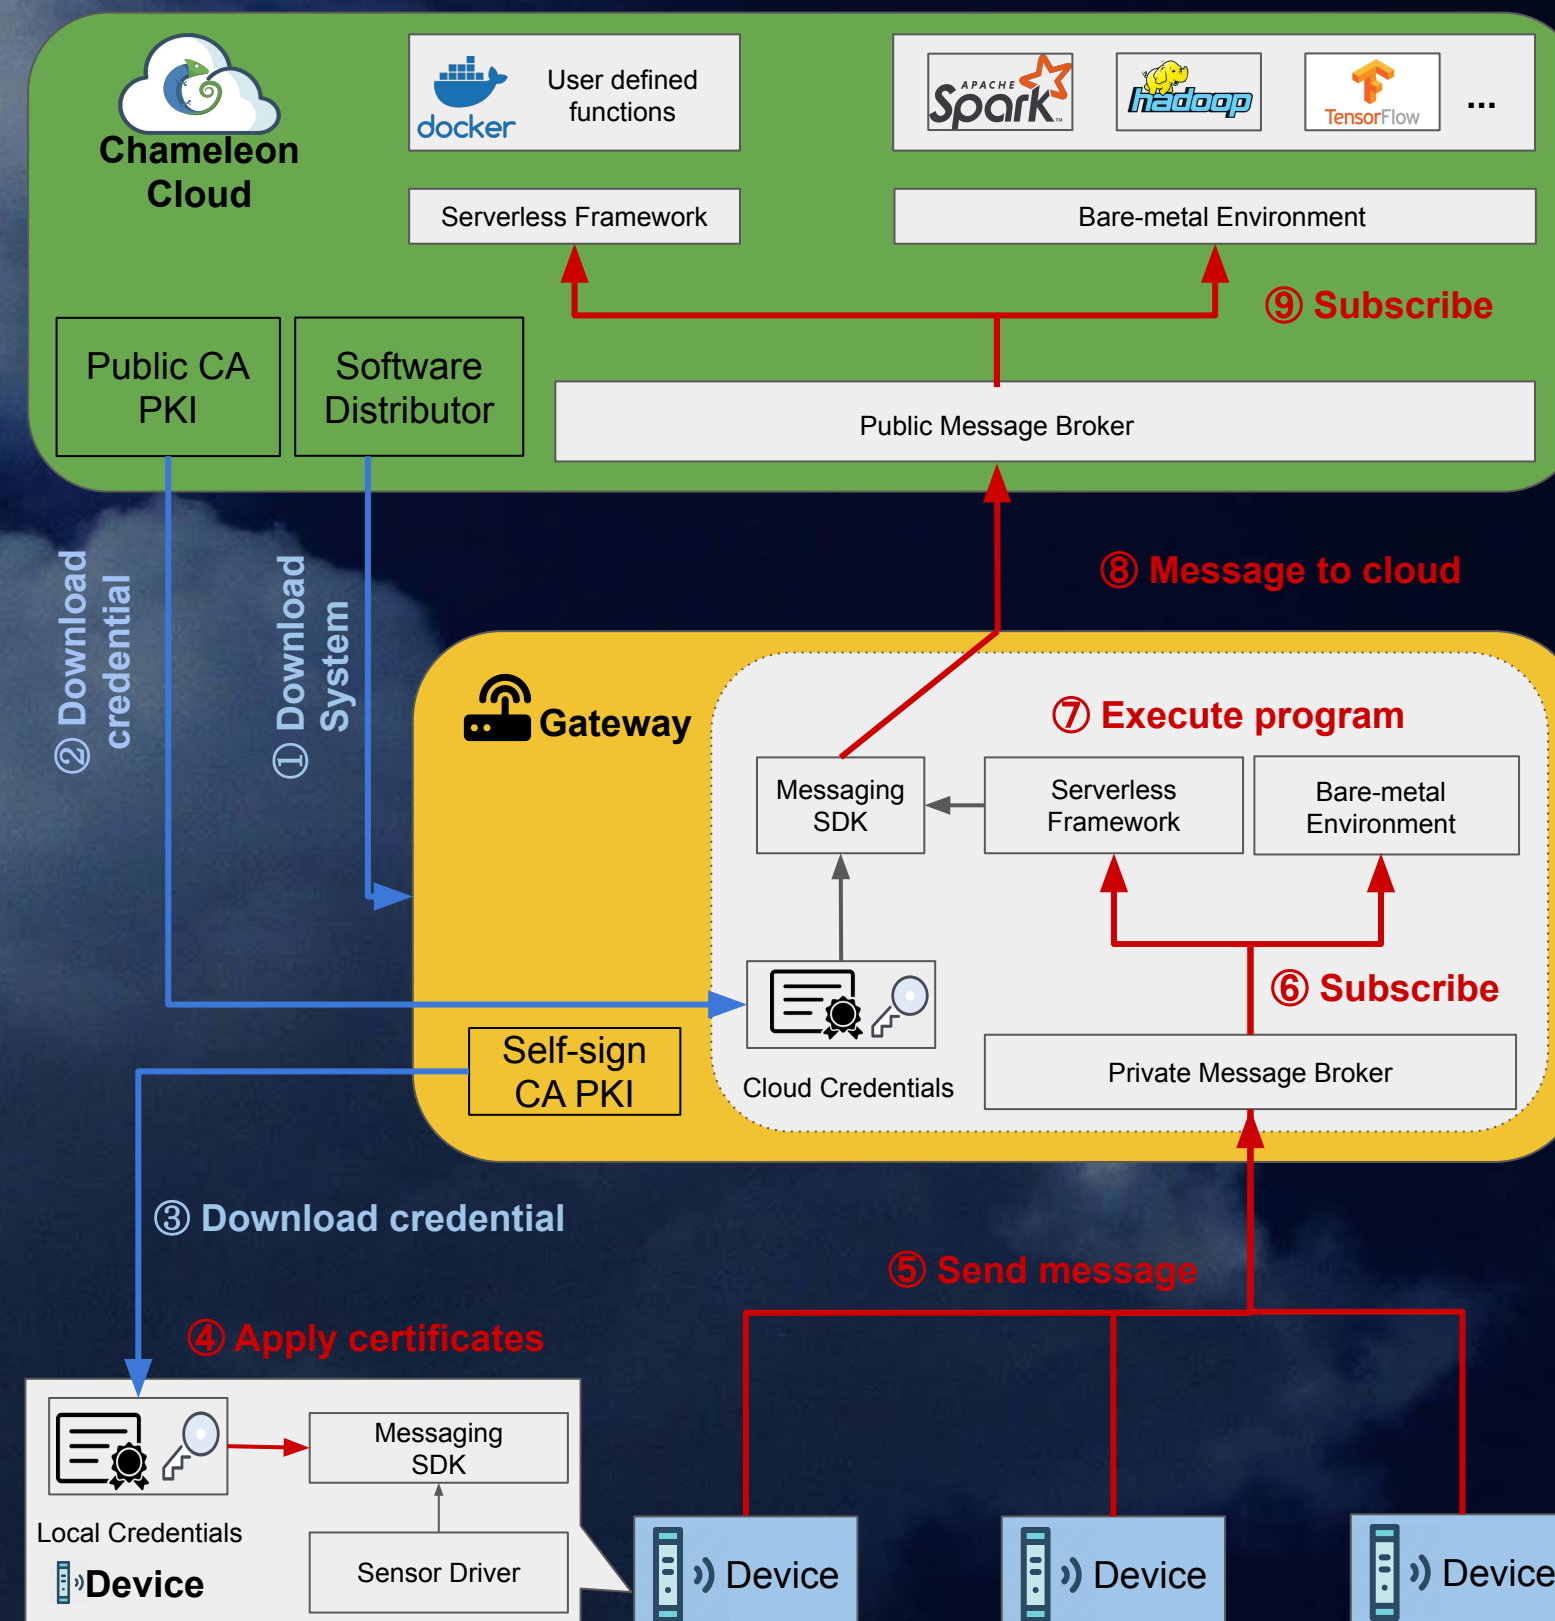 Chameleon
Cloud
docker
User defined
functions
APACHE
Spark
hadoop
TensorFlow
...
Serverless Framework
Bare-metal Environment
⑨ Subscribe
Public CA
PKI
Software
Distributor
Public Message Broker
② Download
credential
① Download
System
⑧ Message to cloud
Gateway
⑦ Execute program
Messaging
SDK
Serverless
Framework
Bare-metal
Environment
⑥ Subscribe
Self-sign
CA PKI
Cloud Credentials
Private Message Broker
③ Download credential
⑤ Send message
④ Apply certificates
Messaging
SDK
Local Credentials
Device
Sensor Driver
Device
Device
Device